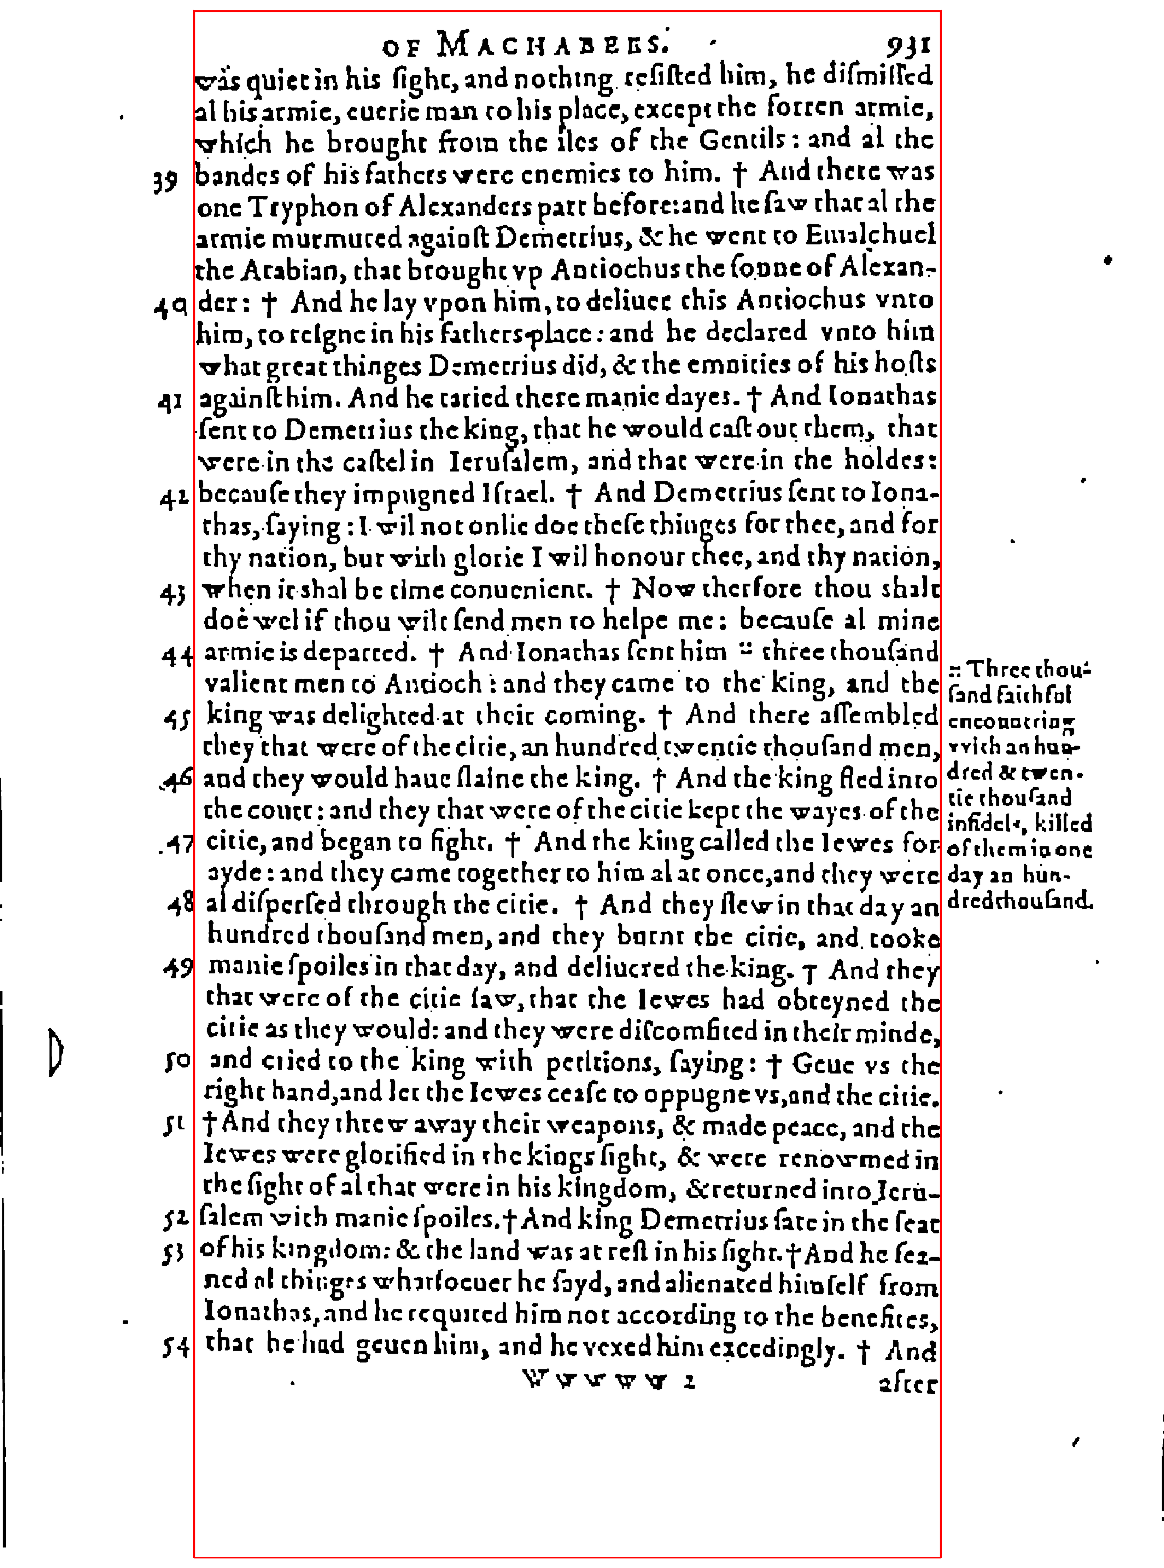 OF MACHABEES. 931
was quiet in his ſight, and nothing reſiſted him, he diſmiſſed
al his armie, euerie man to his place, except the forren armie,
which he brought from the iles of the Gentils: and al the
39 bandes of his fathers were enemies to him. † And there was
one Tryphon of Alexanders part before: and he ſaw that al the
armie murmured againſt Demetrius, & he went to Emalchuel
the Arabian, that brought vp Antiochus the ſonne of Alexan-
40 der: † And he lay vpon him, to deliuer this Antiochus vnto
him, to reigne in his fathers place: and he declared vnto him
what great thinges Demetrius did, & the emnities of his hoſts
41 againſt him. And he taried there manie dayes. † And Ionathas
ſent to Demetrius the king, that he would caſt out them, that
were in the caſtel in Ieruſalem, and that were in the holdes:
42 becauſe they impugned Iſrael. † And Demetrius ſent to Iona-
thas, ſaying: I wil not onlie doe theſe thinges for thee, and for
thy nation, but with glorie I wil honour thee, and thy nation,
43 when it shal be time conuenient. † Now therfore thou shalt
doe wel if thou wilt ſend men to helpe me: becauſe al mine
44 armie is departed. † And Ionathas ſent him :: three thouſand
valient men to Antioch: and they came to the king, and the
45 king was delighted at their coming. † And there aſſembled
they that were of the citie, an hundred twentie thouſand men,
46 and they would haue ſlaine the king. † And the king fled into
the court: and they that were of the citie kept the wayes of the
47 citie, and began to fight. † And the king called the Iewes for
ayde: and they came together to him al at once, and they were
48 al diſperſed through the citie. † And they ſlew in that day an
hundred thouſand men, and they burnt the citie, and tooke
49 manie ſpoiles in that day, and deliuered the king. † And they
that were of the citie ſaw, that the Iewes had obteyned the
citie as they would: and they were diſcomfited in their minde,
50 and cried to the king with petitions, ſaying: † Geue vs the
right hand, and let the Iewes ceaſe to oppugne vs, and the citie.
51 † And they threw away their weapons, & made peace, and the
Iewes were glorified in the kings ſight, & were renowmed in
the ſight of al that were in his kingdom, & returned into Ieru-
52 ſalem with manie ſpoiles. † And king Demetrius ſate in the ſeat
53 of his kingdom: & the land was at reſt in his ſight. † And he fea-
ned al thinges whatſoeuer he ſayd, and alienated himſelf from
Ionathas, and he requited him not according to the benefites,
54 that he had geuen him, and he vexed him excedingly. † And
Wwwww 2 after
:: Three thou-
ſand faithful
encountring
with an hun-
dred & twen-
tie thouſand
infidels, killed
of them in one
day an hun-
dred thouſand.